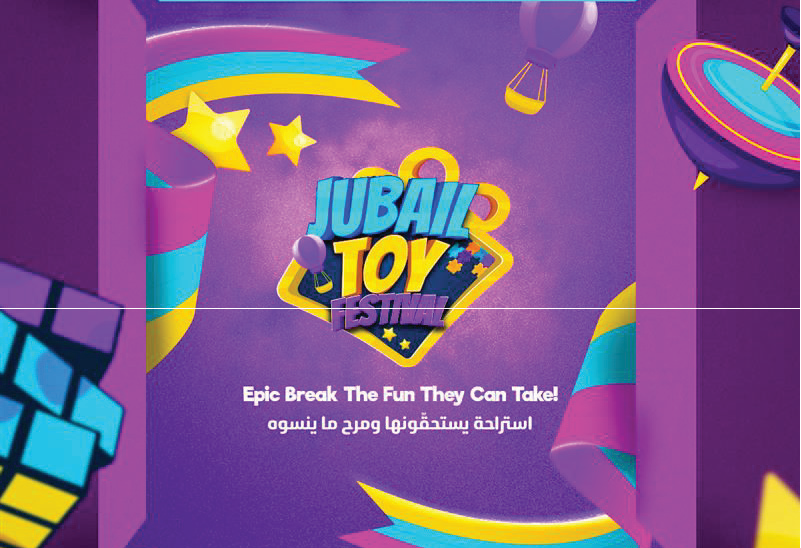 JUBAIL
TOY
FESTIVAL
Epic Break The Fun They Can Take!
استراحة يستحقّونها ومرح ما ينسوه